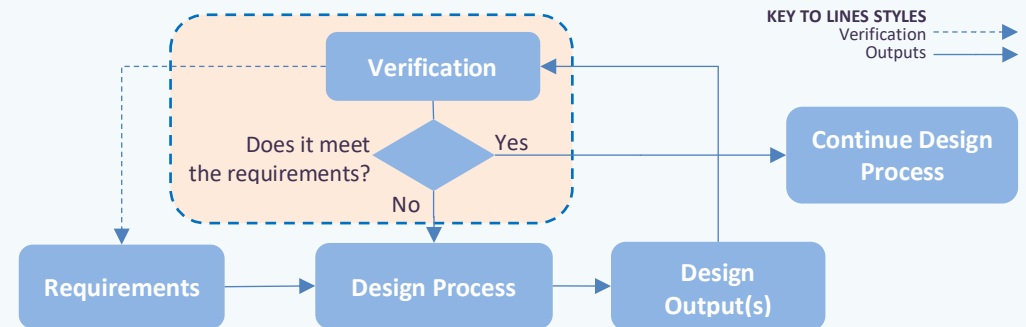 KEY TO LINES STYLES
Verification
Outputs
Verification
Does it meet
the requirements?
Yes
No
Continue Design
Process
Requirements
Design Process
Design
Output(s)